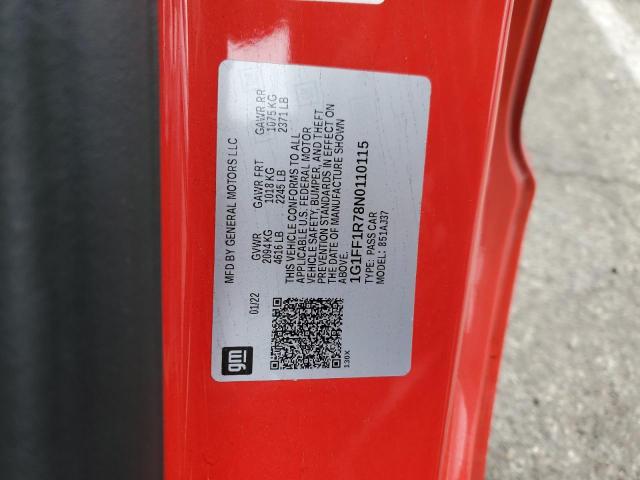 gm
MFD BY GENERAL MOTORS LLC
01/22
GVWR GAWR FRT GAWR RR
2094 KG 1018 KG 1075 KG
4616 LB 2245 LB 2371 LB
THIS VEHICLE CONFORMS TO ALL
APPLICABLE U.S. FEDERAL MOTOR
VEHICLE SAFETY, BUMPER, AND THEFT
PREVENTION STANDARDS IN EFFECT ON
THE DATE OF MANUFACTURE SHOWN
ABOVE.
1G1FF1R78N0110115
TYPE: PASS CAR
MODEL: 851AJ37
130X